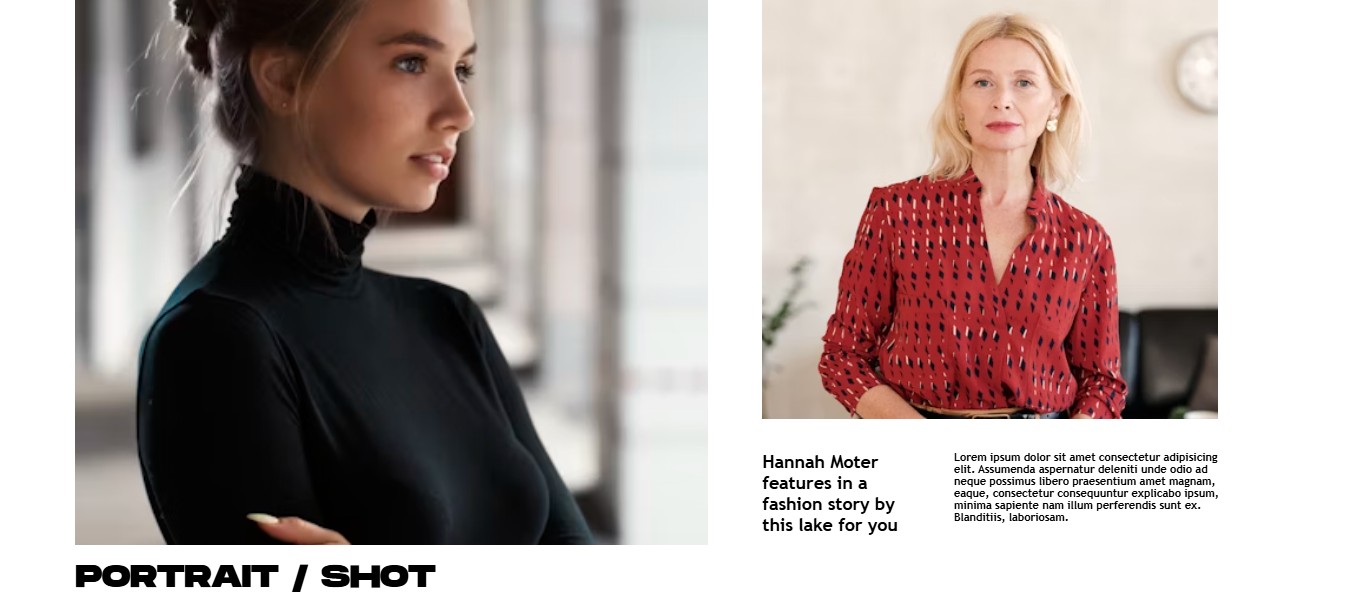 Hannah Moter
features in a
fashion story by
this lake for you
Lorem ipsum dolor sit amet consectetur adipisicing
elit. Assumenda aspernatur deleniti unde odio ad
neque possimus libero praesentium amet magnam,
eaque, consectetur consequuntur explicabo ipsum,
minima sapiente nam illum perferendis sunt ex.
Blanditiis, laboriosam.
PORTRAIT / SHOT